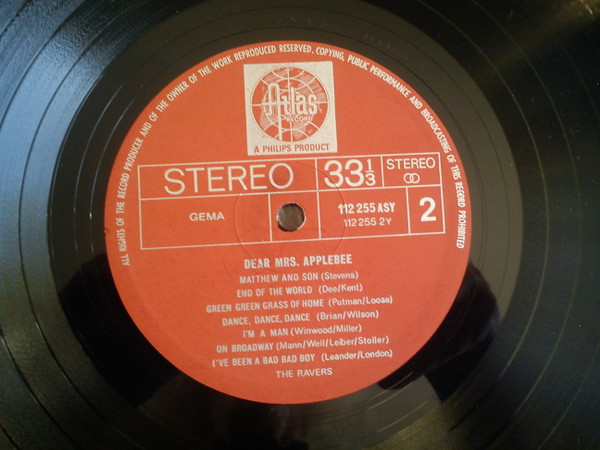 ALL RIGHTS OF THE RECORD PRODUCER AND OF THE OWNER OF THE WORK REPRODUCED RESERVED. COPYING, PUBLIC PERFORMANCE AND BROADCASTING OF THIS RECORD PROHIBITED
Atlas
RECORD
A PHILIPS PRODUCT
STEREO
33 1/3
STEREO
GEMA
112 255 ASY
112 255 2Y
2
DEAR MRS. APPLEBEE
MATTHEW AND SON (Stevens)
END OF THE WORLD (Dee/Kent)
GREEN GREEN GRASS OF HOME (Putman/Loose)
DANCE, DANCE, DANCE (Brian/Wilson)
I'M A MAN (Winwood/Miller)
ON BROADWAY (Mann/Weil/Leiber/Stoller)
I'VE BEEN A BAD BAD BOY (Leander/London)
THE RAVERS